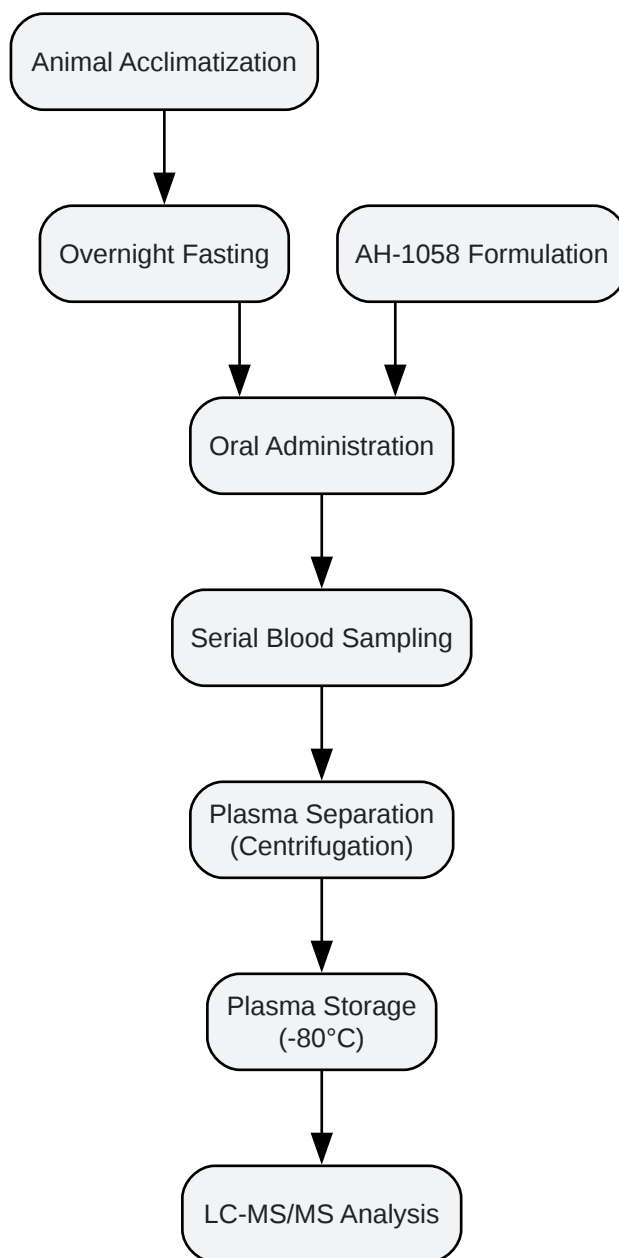 Animal Acclimatization
Overnight Fasting
AH-1058 Formulation
Oral Administration
Serial Blood Sampling
Plasma Separation
(Centrifugation)
Plasma Storage
(-80°C)
LC-MS/MS Analysis